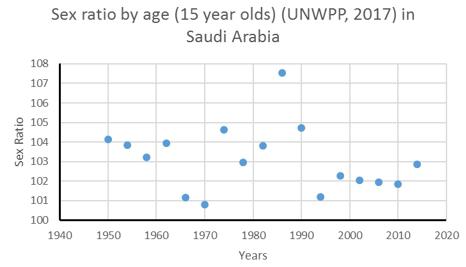 Sex ratio by age (15 year olds) (UNWPP, 2017) in
Saudi Arabia
108
107
106
105
104
103
102
101
100
1940 1950 1960 1970 1980 1990 2000 2010 2020
Sex Ratio
Years